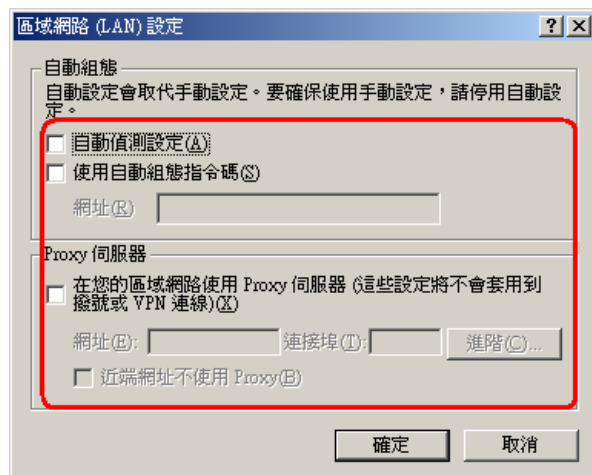 區域網路 (LAN) 設定
自動組態
自動設定會取代手動設定。要確保使用手動設定，請停用自動設
定。
自動偵測設定(A)
使用自動組態指令碼(S)
網址(R)
Proxy 伺服器
在您的區域網路使用 Proxy 伺服器 (這些設定將不會套用到
撥號或 VPN 連線)(X)
網址(E): 連接埠(T): 進階(C)...
近端網址不使用 Proxy(B)
確定 取消